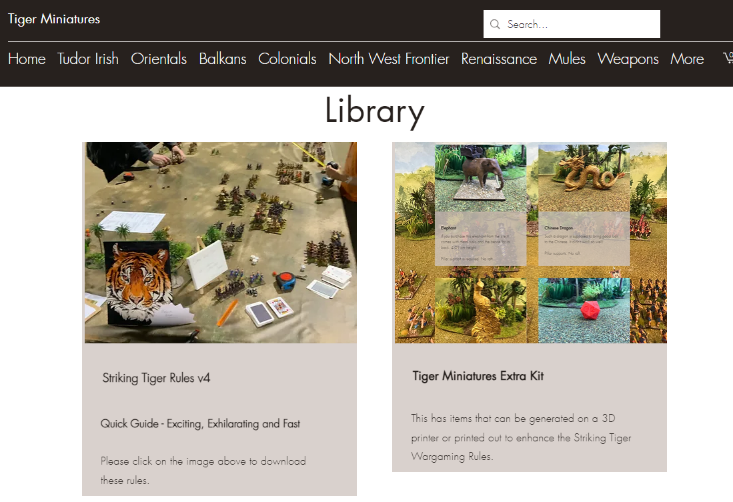 Tiger Miniatures
Search...
Home Tudor Irish Orientals Balkans Colonials North West Frontier Renaissance Mules Weapons More
Library
Elephant
Chinese Dragon
Striking Tiger Rules v4
Quick Guide - Exciting, Exhilarating and Fast
Please click on the image above to download
these rules.
Tiger Miniatures Extra Kit
This has items that can be generated on a 3D
printer or printed out to enhance the Striking Tiger
Wargaming Rules.